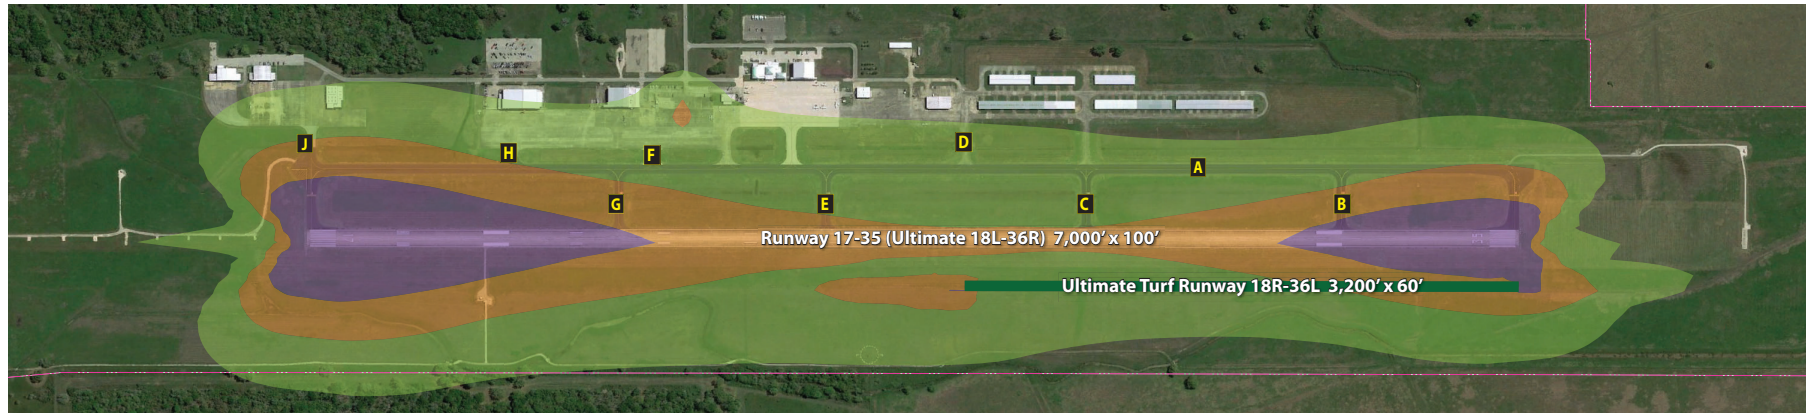 J
H
F
D
A
G
E
C
B
Runway 17-35 (Ultimate 18L-36R) 7,000’ x 100’
Ultimate Turf Runway 18R-36L 3,200’ x 60’